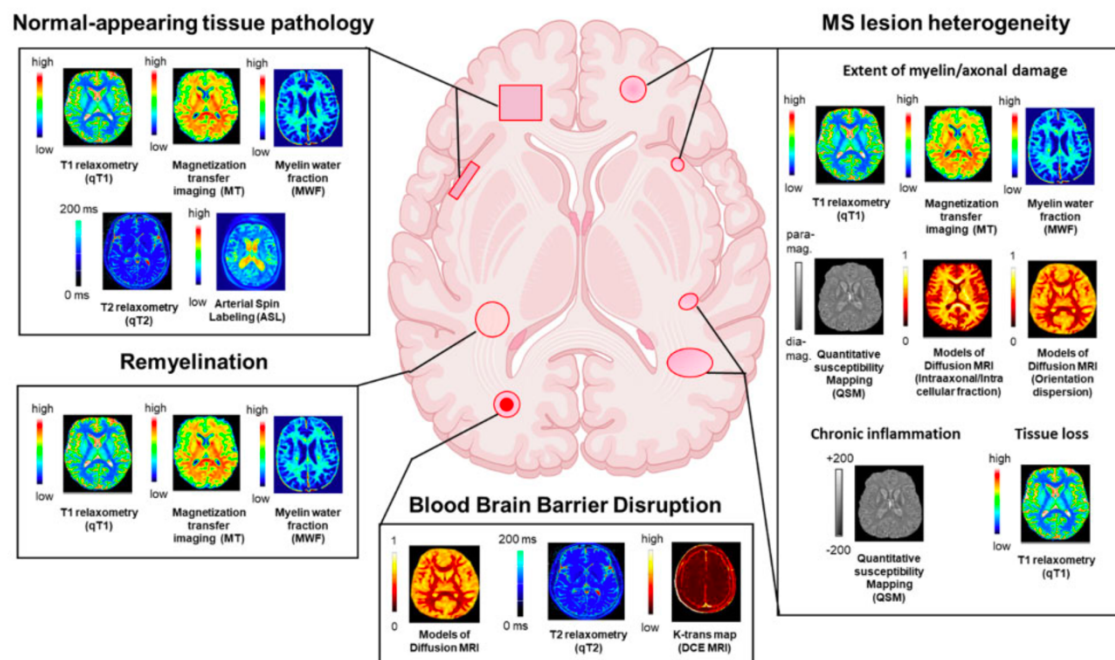 Normal-appearing tissue pathology
high
low
T1 relaxometry
(qT1)
high
low
Magnetization
transfer
imaging (MT)
high
low
Myelin water
fraction
(MWF)
200 ms
0 ms
T2 relaxometry
(qT2)
high
low
Arterial Spin
Labeling (ASL)
Remyelination
high
low
T1 relaxometry
(qT1)
high
low
Magnetization
transfer
imaging (MT)
high
low
Myelin water
fraction
(MWF)
Blood Brain Barrier Disruption
1
0
Models of
Diffusion MRI
200 ms
0 ms
T2 relaxometry
(qT2)
high
low
K-trans map
(DCE MRI)
MS lesion heterogeneity
Extent of myelin/axonal damage
high
low
T1 relaxometry
(qT1)
high
low
Magnetization
transfer
imaging (MT)
high
low
Myelin water
fraction
(MWF)
para-
mag.
dia-
mag.
Quantitative
susceptibility
Mapping
(QSM)
1
0
Models of
Diffusion MRI
(Intraaxonal/Intra
cellular fraction)
1
0
Models of
Diffusion MRI
(Orientation
dispersion)
Chronic inflammation
+200
-200
Quantitative
susceptibility
Mapping
(QSM)
Tissue loss
high
low
T1 relaxometry
(qT1)